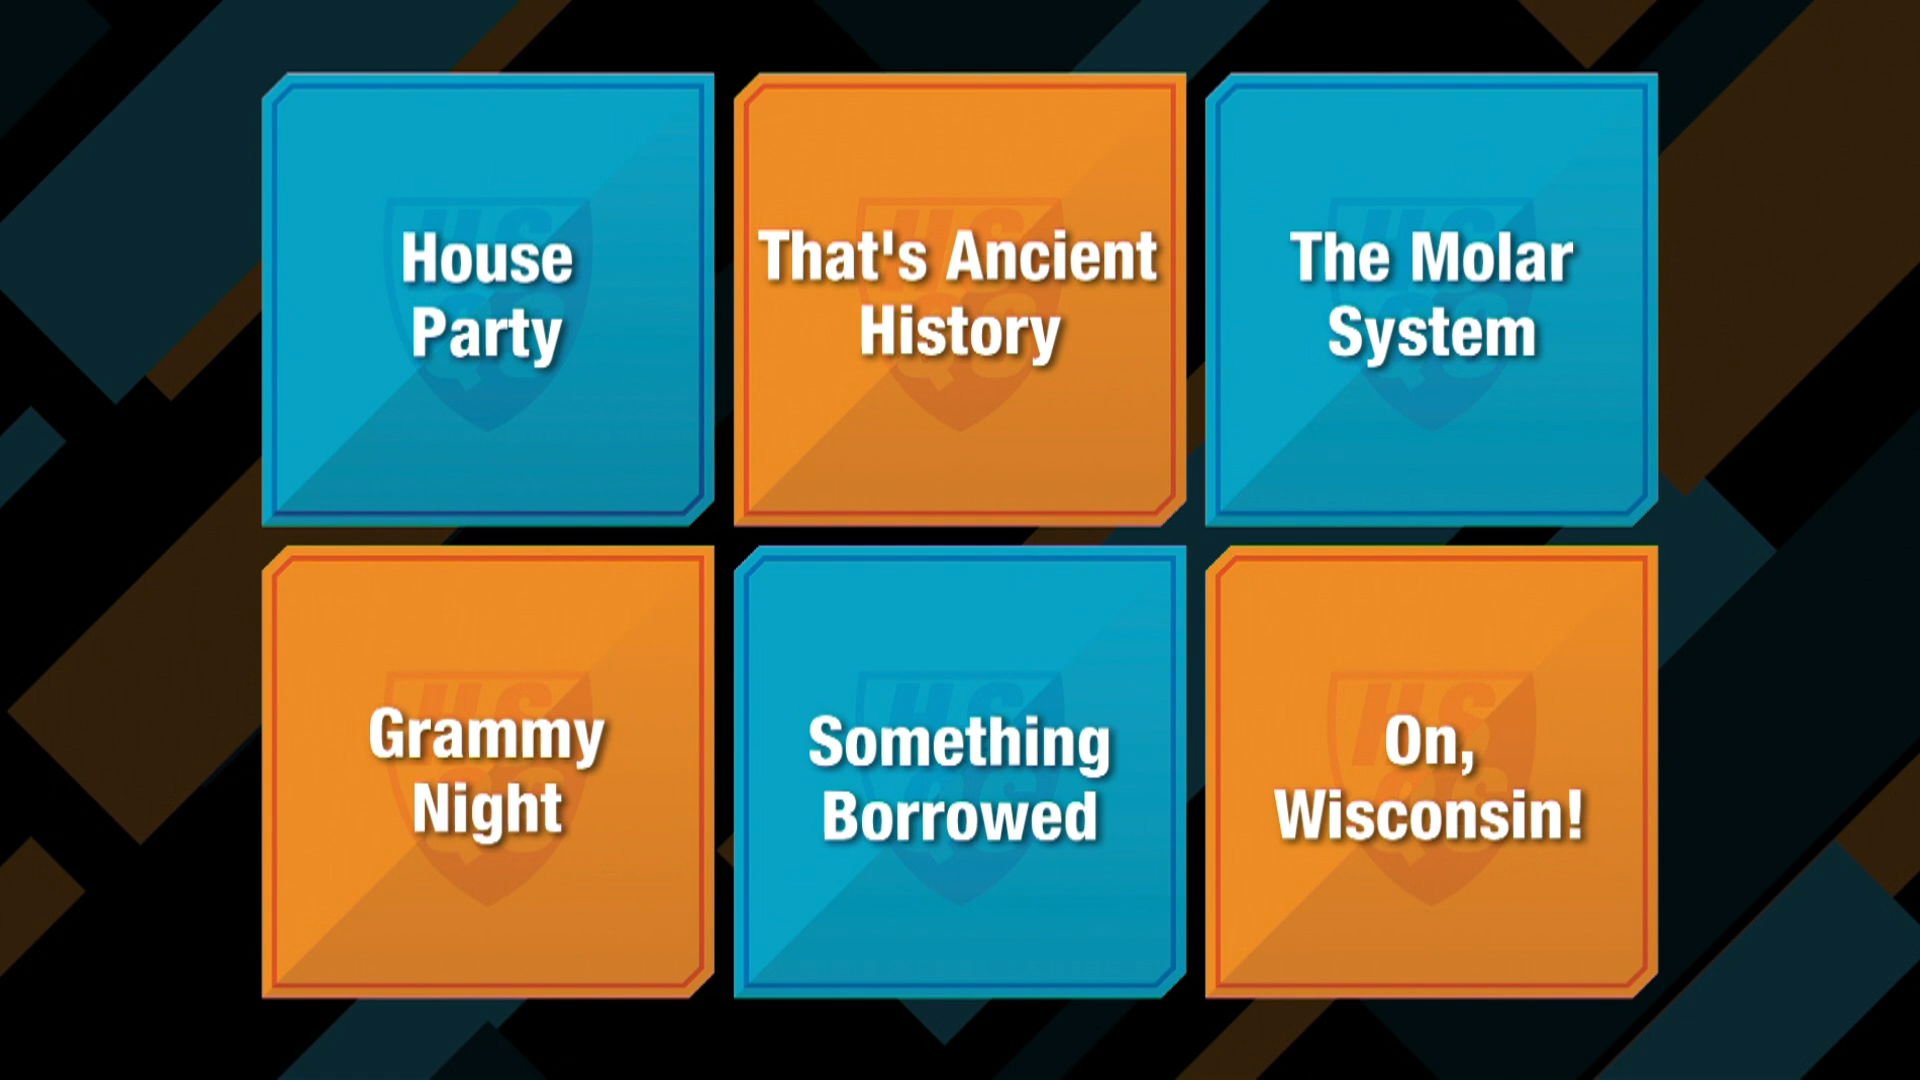 House
Party
That's Ancient
History
The Molar
System
Grammy
Night
Something
Borrowed
On,
Wisconsin!